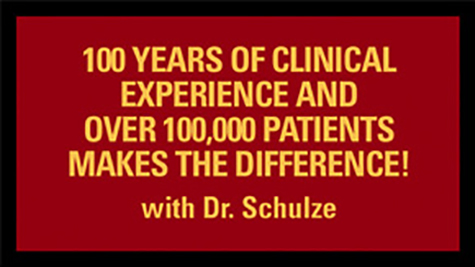 100 YEARS OF CLINICAL
EXPERIENCE AND
OVER 100,000 PATIENTS
MAKES THE DIFFERENCE!
with Dr. Schulze